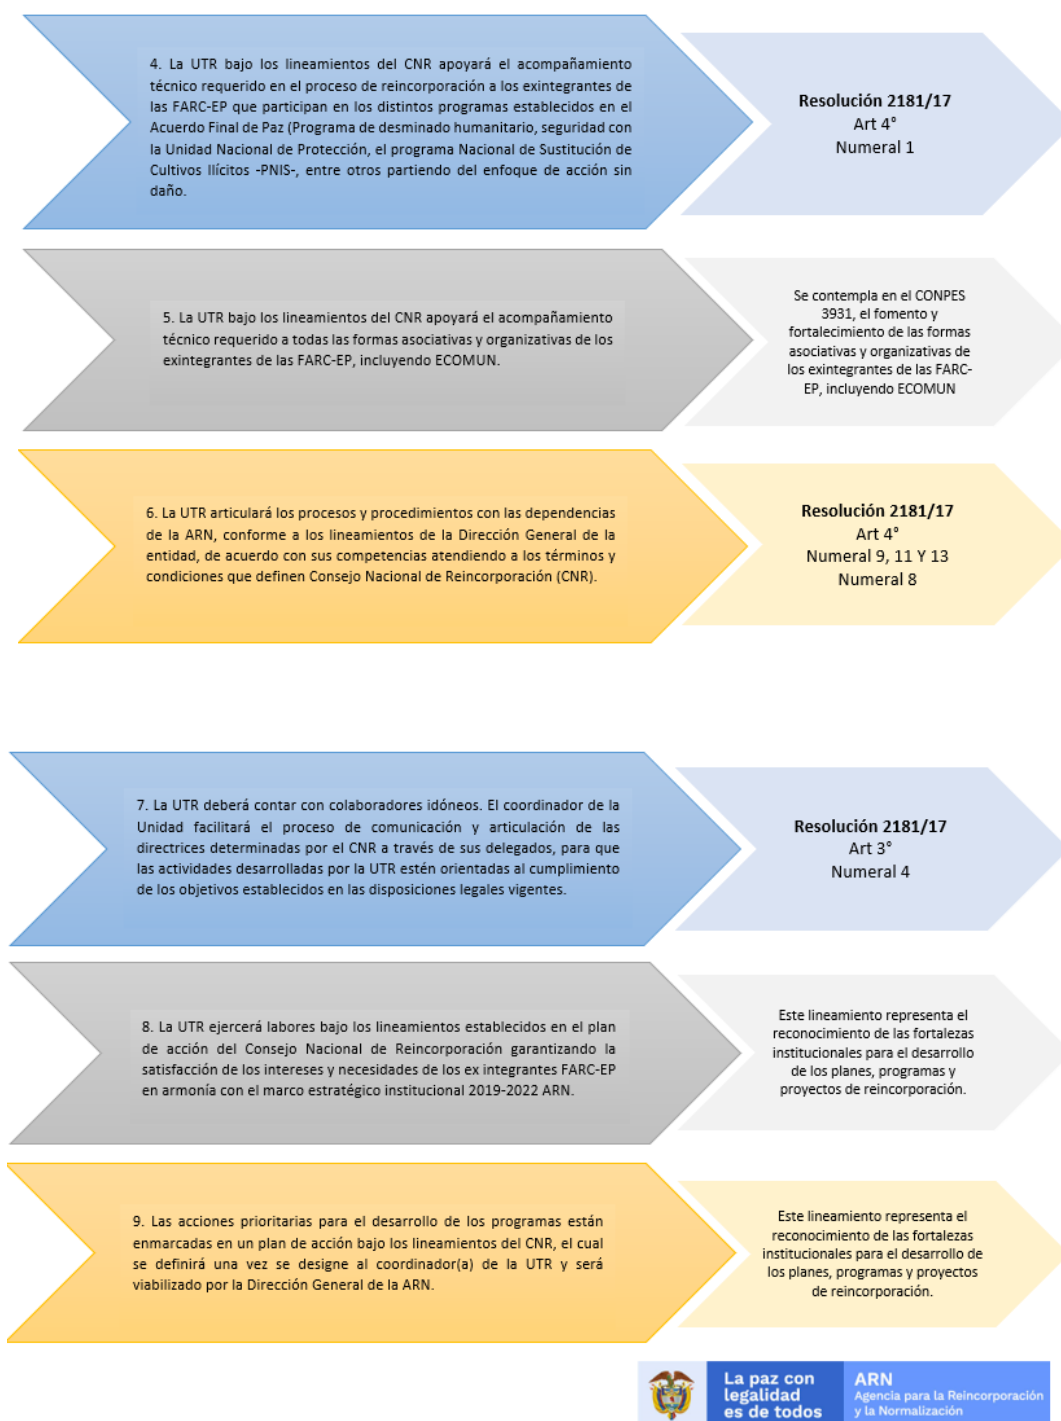 4. La UTR bajo los lineamientos del CNR apoyará el acompañamiento
técnico requerido en el proceso de reincorporación a los exintegrantes de
las FARC-EP que participan en los distintos programas establecidos en el
Acuerdo Final de Paz (Programa de desminado humanitario, seguridad con
la Unidad Nacional de Protección, el programa Nacional de Sustitución de
Cultivos Ilícitos -PNIS-, entre otros partiendo del enfoque de acción sin
daño.
Resolución 2181/17
Art 4°
Numeral 1
5. La UTR bajo los lineamientos del CNR apoyará el acompañamiento
técnico requerido a todas las formas asociativas y organizativas de los
exintegrantes de las FARC-EP, incluyendo ECOMUN.
Se contempla en el CONPES
3931, el fomento y
fortalecimiento de las formas
asociativas y organizativas de
los exintegrantes de las FARC-
EP, incluyendo ECOMUN
6. La UTR articulará los procesos y procedimientos con las dependencias
de la ARN, conforme a los lineamientos de la Dirección General de la
entidad, de acuerdo con sus competencias atendiendo a los términos y
condiciones que definen Consejo Nacional de Reincorporación (CNR).
Resolución 2181/17
Art 4°
Numeral 9, 11 Y 13
Numeral 8
7. La UTR deberá contar con colaboradores idóneos. El coordinador de la
Unidad facilitará el proceso de comunicación y articulación de las
directrices determinadas por el CNR a través de sus delegados, para que
las actividades desarrolladas por la UTR estén orientadas al cumplimiento
de los objetivos establecidos en las disposiciones legales vigentes.
Resolución 2181/17
Art 3°
Numeral 4
8. La UTR ejercerá labores bajo los lineamientos establecidos en el plan
de acción del Consejo Nacional de Reincorporación garantizando la
satisfacción de los intereses y necesidades de los ex integrantes FARC-EP
en armonía con el marco estratégico institucional 2019-2022 ARN.
Este lineamiento representa el
reconocimiento de las fortalezas
institucionales para el desarrollo
de los planes, programas y
proyectos de reincorporación.
9. Las acciones prioritarias para el desarrollo de los programas están
enmarcadas en un plan de acción bajo los lineamientos del CNR, el cual
se definirá una vez se designe al coordinador(a) de la UTR y será
viabilizado por la Dirección General de la ARN.
Este lineamiento representa el
reconocimiento de las fortalezas
institucionales para el desarrollo de
los planes, programas y proyectos
de reincorporación.
La paz con
legalidad
es de todos
ARN
Agencia para la Reincorporación
y la Normalización